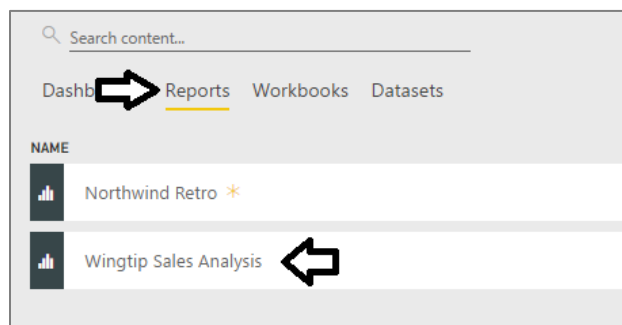 Search content...
Dashb Reports Workbooks Datasets
NAME
Northwind Retro
Wingtip Sales Analysis